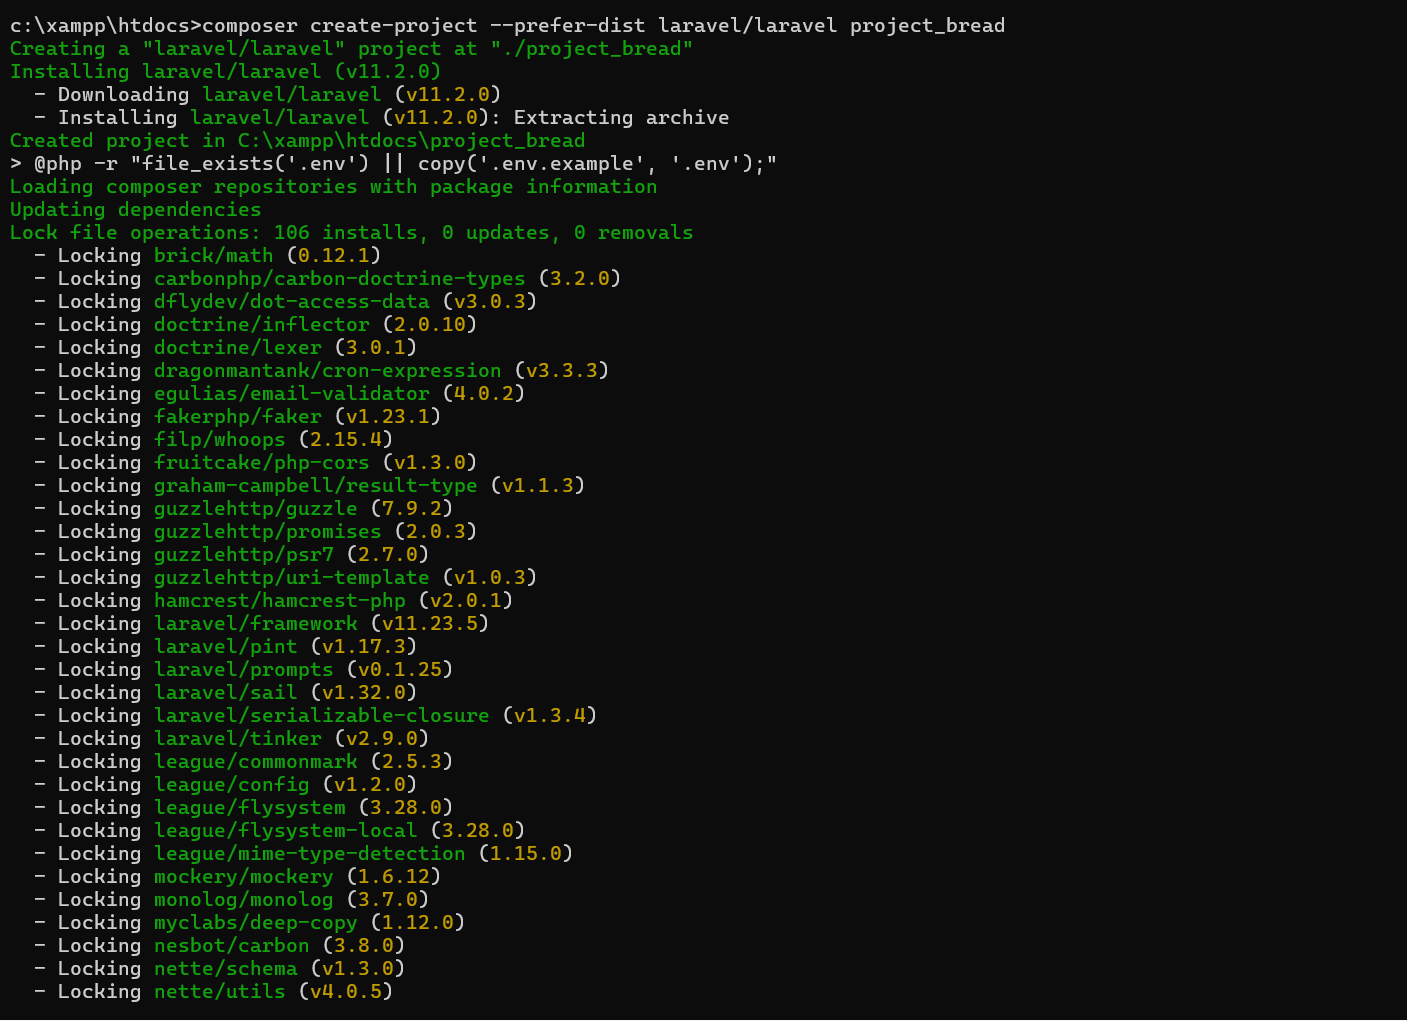 c:\xampp\htdocs>composer create-project --prefer-dist laravel/laravel project_bread
Creating a "laravel/laravel" project at "./project_bread"
Installing laravel/laravel (v11.2.0)
  - Downloading laravel/laravel (v11.2.0)
  - Installing laravel/laravel (v11.2.0): Extracting archive
Created project in C:\xampp\htdocs\project_bread
> @php -r "file_exists('.env') || copy('.env.example', '.env');"
Loading composer repositories with package information
Updating dependencies
Lock file operations: 106 installs, 0 updates, 0 removals
  - Locking brick/math (0.12.1)
  - Locking carbonphp/carbon-doctrine-types (3.2.0)
  - Locking dflydev/dot-access-data (v3.0.3)
  - Locking doctrine/inflector (2.0.10)
  - Locking doctrine/lexer (3.0.1)
  - Locking dragonmantank/cron-expression (v3.3.3)
  - Locking egulias/email-validator (4.0.2)
  - Locking fakerphp/faker (v1.23.1)
  - Locking filp/whoops (2.15.4)
  - Locking fruitcake/php-cors (v1.3.0)
  - Locking graham-campbell/result-type (v1.1.3)
  - Locking guzzlehttp/guzzle (7.9.2)
  - Locking guzzlehttp/promises (2.0.3)
  - Locking guzzlehttp/psr7 (2.7.0)
  - Locking guzzlehttp/uri-template (v1.0.3)
  - Locking hamcrest/hamcrest-php (v2.0.1)
  - Locking laravel/framework (v11.23.5)
  - Locking laravel/pint (v1.17.3)
  - Locking laravel/prompts (v0.1.25)
  - Locking laravel/sail (v1.32.0)
  - Locking laravel/serializable-closure (v1.3.4)
  - Locking laravel/tinker (v2.9.0)
  - Locking league/commonmark (2.5.3)
  - Locking league/config (v1.2.0)
  - Locking league/flysystem (3.28.0)
  - Locking league/flysystem-local (3.28.0)
  - Locking league/mime-type-detection (1.15.0)
  - Locking mockery/mockery (1.6.12)
  - Locking monolog/monolog (3.7.0)
  - Locking myclabs/deep-copy (1.12.0)
  - Locking nesbot/carbon (3.8.0)
  - Locking nette/schema (v1.3.0)
  - Locking nette/utils (v4.0.5)